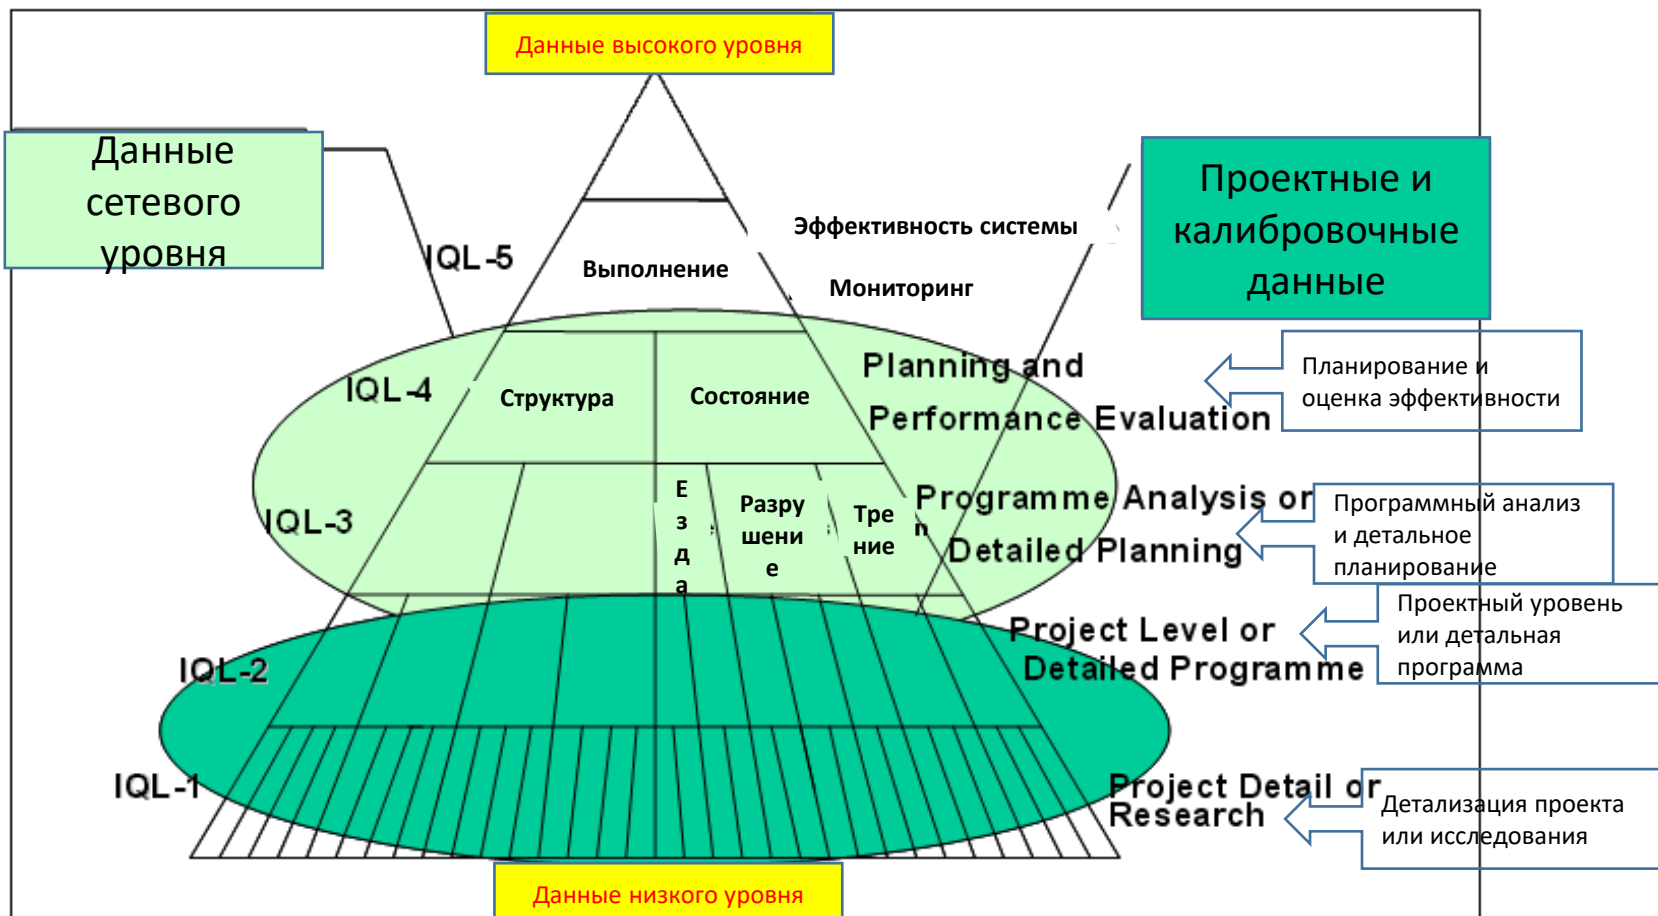 Данные высокого уровня
Данные
сетевого
уровня
Проектные и
калибровочные
данные
IQL-5
Эффективность системы
Выполнение
Мониторинг
IQL-4
Структура
Состояние
Planning and
Performance Evaluation
Планирование и
оценка эффективности
IQL-3
Е
з
д
а
Разру
шени
е
Тре
ние
Programme Analysis or
Detailed Planning
Программный анализ
и детальное
планирование
IQL-2
Project Level or
Detailed Programme
Проектный уровень
или детальная
программа
IQL-1
Project Detail or
Research
Детализация проекта
или исследования
Данные низкого уровня